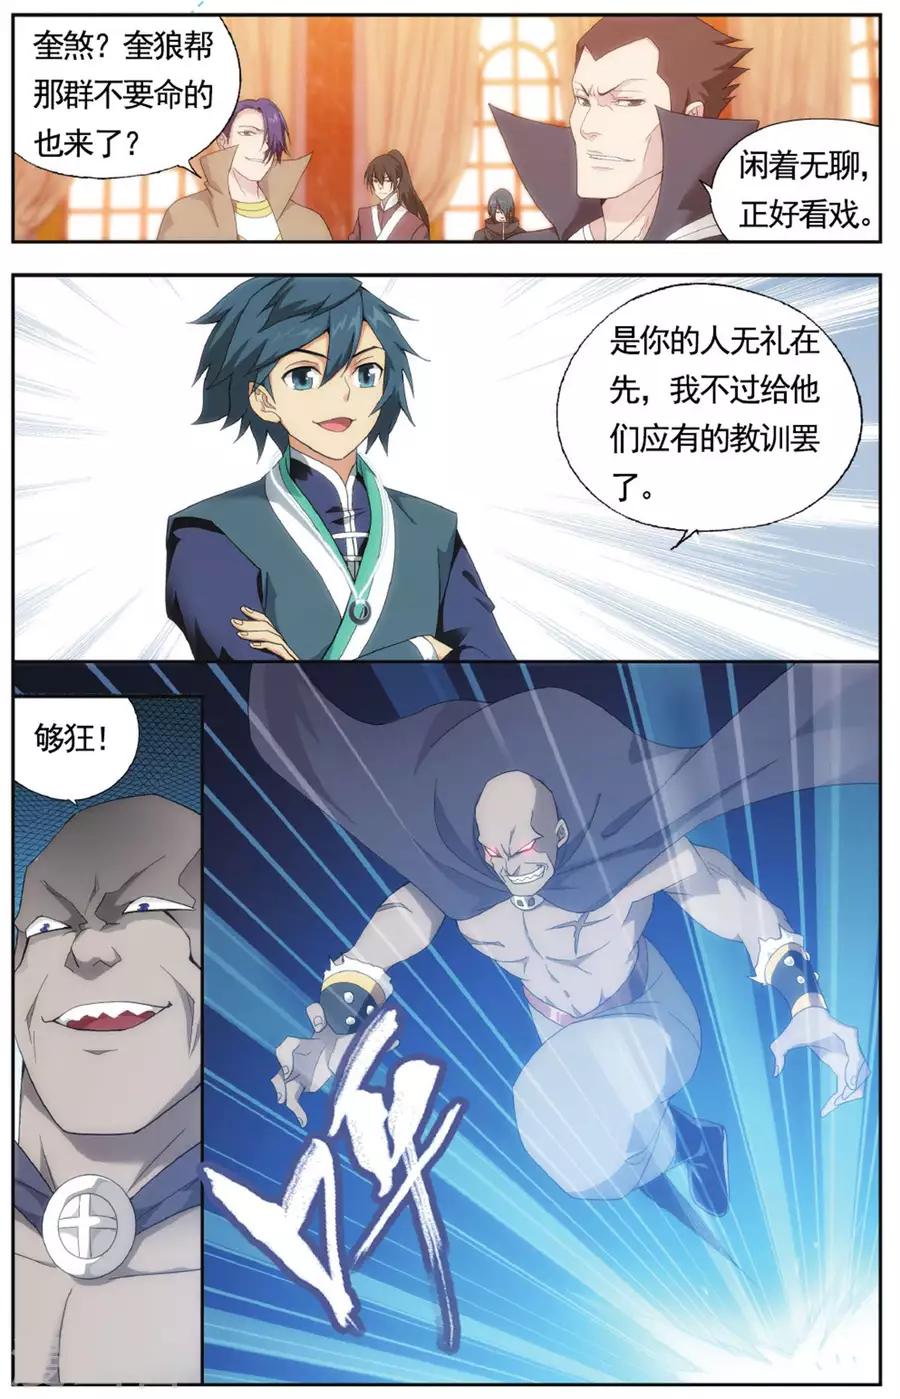 奎煞？奎狼帮
那群不要命的
也来了？
闲着无聊，
正好看戏。
是你的人无礼在
先，我不过给他
们应有的教训罢
了。
够狂！